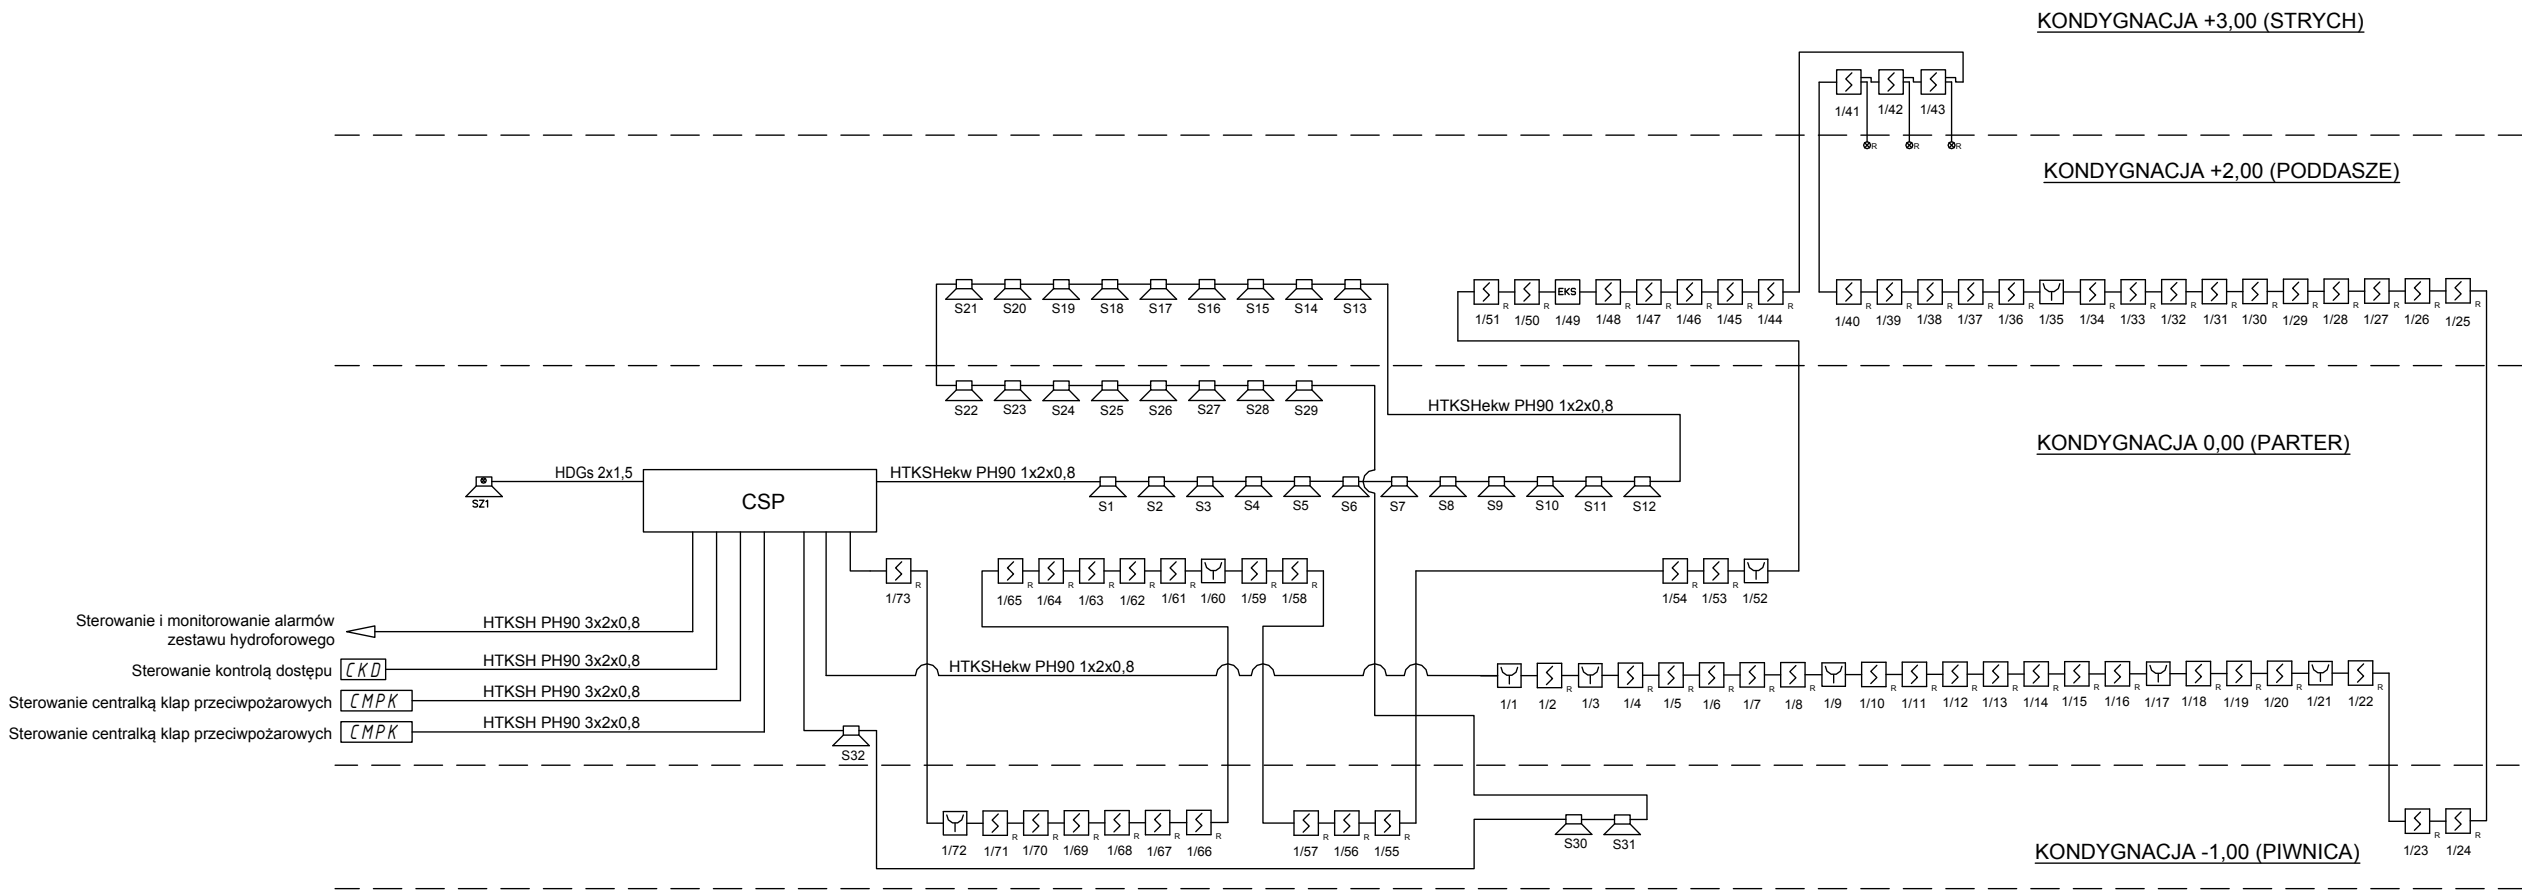 KONDYGNACJA +3,00 (STRYCH)
1/41 1/42 1/43
R R R
KONDYGNACJA +2,00 (PODDASZE)
S21 S20 S19 S18 S17 S16 S15 S14 S13
EKS
R R R R R R R
1/51 1/50 1/49 1/48 1/47 1/46 1/45 1/44
R R R R R R R R R R R R R R R
1/40 1/39 1/38 1/37 1/36 1/35 1/34 1/33 1/32 1/31 1/30 1/29 1/28 1/27 1/26 1/25
S22 S23 S24 S25 S26 S27 S28 S29
HTKSHekw PH90 1x2x0,8
KONDYGNACJA 0,00 (PARTER)
HDGs 2x1,5
HTKSHekw PH90 1x2x0,8
CSP
SZ1
S1 S2 S3 S4 S5 S6 S7 S8 S9 S10 S11 S12
R
1/73
R R R R R R R
1/65 1/64 1/63 1/62 1/61 1/60 1/59 1/58
R R
1/54 1/53 1/52
Sterowanie i monitorowanie alarmów
zestawu hydroforowego
HTKSH PH90 3x2x0,8
Sterowanie kontrolą dostępu CKD HTKSH PH90 3x2x0,8
HTKSHekw PH90 1x2x0,8
Sterowanie centralką klap przeciwpożarowych CMPK HTKSH PH90 3x2x0,8
Sterowanie centralką klap przeciwpożarowych CMPK HTKSH PH90 3x2x0,8
R R R R R R R R R R R R R R R R R
1/1 1/2 1/3 1/4 1/5 1/6 1/7 1/8 1/9 1/10 1/11 1/12 1/13 1/14 1/15 1/16 1/17 1/18 1/19 1/20 1/21 1/22
S32
R R R R R R
1/72 1/71 1/70 1/69 1/68 1/67 1/66
R R R
1/57 1/56 1/55
S30 S31
R R
1/23 1/24
KONDYGNACJA -1,00 (PIWNICA)